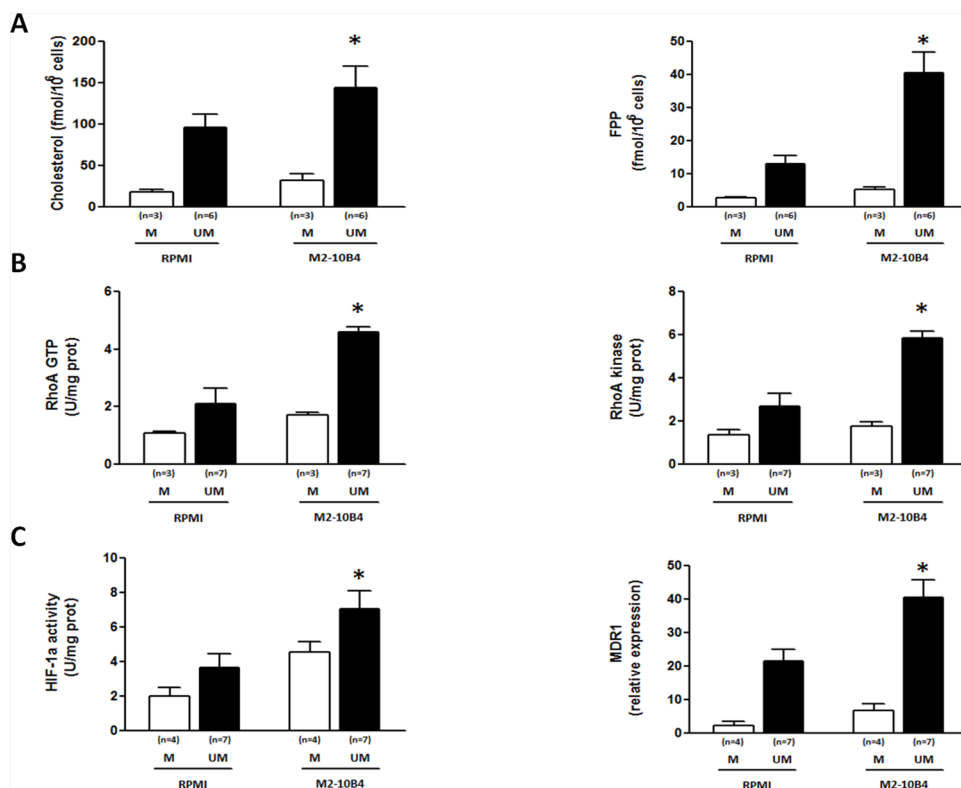 A
Cholesterol (fmol/10⁶ cells)
200
150
100
50
0
(n=3) (n=6) (n=3) (n=6)
M UM M UM
RPMI M2-10B4
*
FPP
(fmol/10⁶ cells)
50
40
30
20
10
0
(n=3) (n=6) (n=3) (n=6)
M UM M UM
RPMI M2-10B4
*
B
RhoA GTP
(U/mg prot)
6
4
2
0
(n=3) (n=7) (n=3) (n=7)
M UM M UM
RPMI M2-10B4
*
RhoA kinase
(U/mg prot)
8
6
4
2
0
(n=3) (n=7) (n=3) (n=7)
M UM M UM
RPMI M2-10B4
*
C
HIF-1a activity
(U/mg prot)
10
8
6
4
2
0
(n=4) (n=7) (n=4) (n=7)
M UM M UM
RPMI M2-10B4
*
MDR1
(relative expression)
50
40
30
20
10
0
(n=4) (n=7) (n=4) (n=7)
M UM M UM
RPMI M2-10B4
*